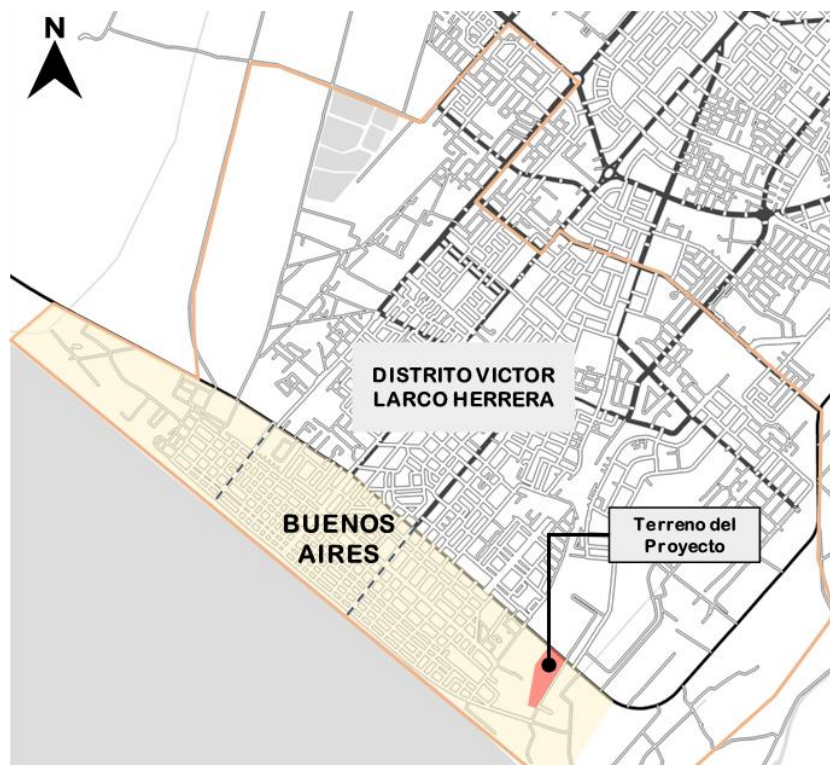 N
DISTRITO VICTOR
LARCO HERRERA
BUENOS
AIRES
Terreno del
Proyecto